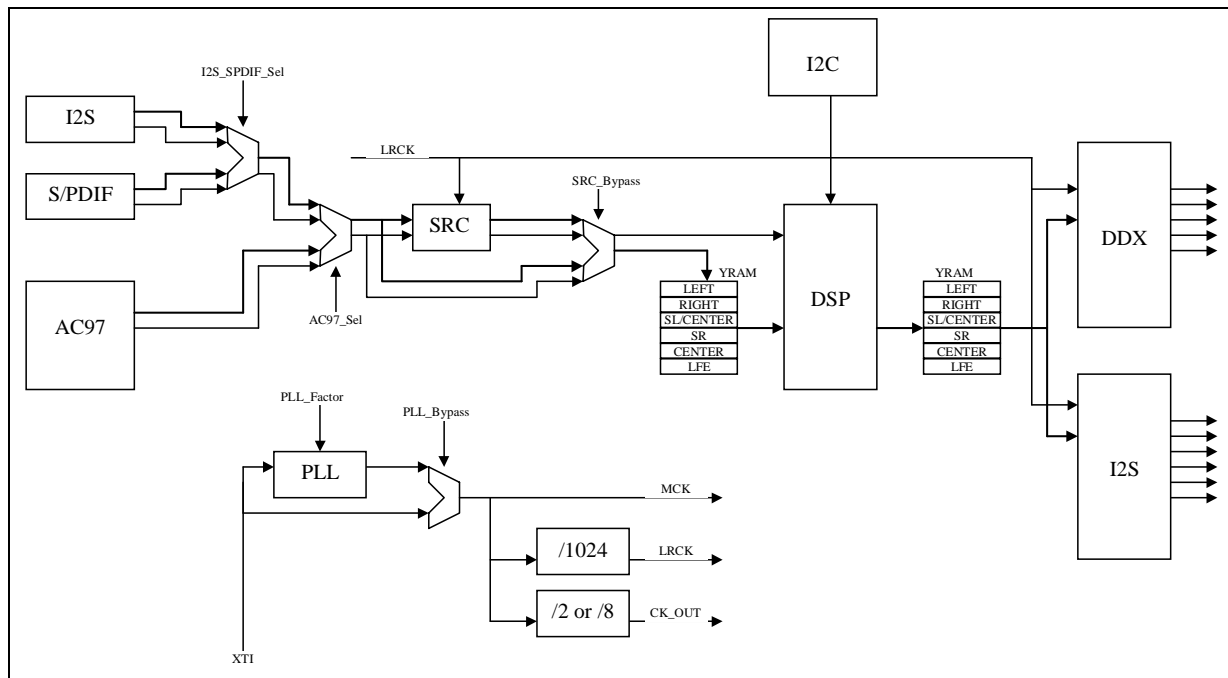 I2C
I2S_SPDIF_Sel
I2S
LRCK
S/PDIF
SRC_Bypass
SRC
DDX
YRAM
YRAM
LEFT
RIGHT
SL/CENTER
SR
CENTER
LFE
DSP
LEFT
RIGHT
SL/CENTER
SR
CENTER
LFE
AC97
AC97_Sel
PLL_Factor
PLL_Bypass
PLL
I2S
MCK
/1024
LRCK
/2 or /8
CK_OUT
XTI